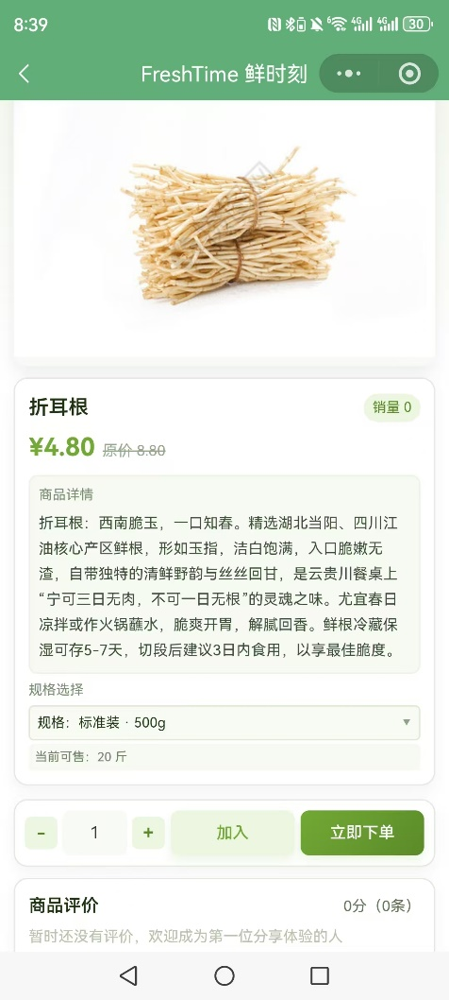 8:39
6
4G
4G
30
FreshTime 鲜时刻
折耳根
销量 0
¥4.80 原价 8.80
商品详情
折耳根：西南脆玉，一口知春。精选湖北当阳、四川江
油核心产区鲜根，形如玉指，洁白饱满，入口脆嫩无
渣，自带独特的清鲜野韵与丝丝回甘，是云贵川餐桌上
“宁可三日无肉，不可一日无根”的灵魂之味。尤宜春日
凉拌或作火锅蘸水，脆爽开胃，解腻回香。鲜根冷藏保
湿可存5-7天，切段后建议3日内食用，以享最佳脆度。
规格选择
规格：标准装 · 500g
当前可售：20 斤
- 1 + 加入 立即下单
商品评价
0分（0条）
暂时还没有评价，欢迎成为第一位分享体验的人